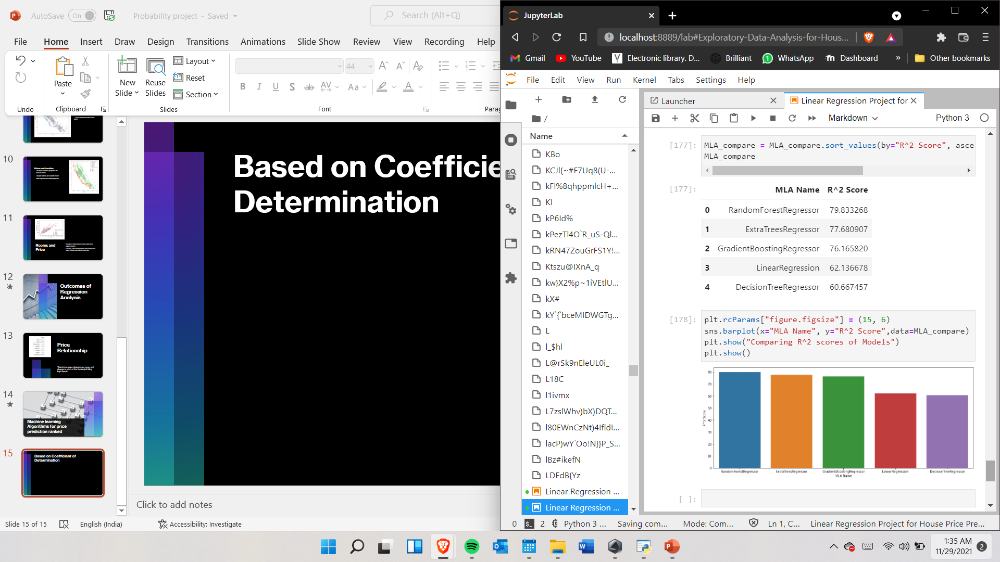 AutoSave On Probability project - Saved Search (Alt+Q)
File Home Insert Draw Design Transitions Animations Slide Show Review View Recording Help
Undo
Paste
Clipboard
New Slide
Reuse Slides
Layout
Reset
Section
Slides
44
Font
Parag
10
Prices and Location
11
Rooms and
Price
12
Outcomes of
Regression
Analysis
13
Price
Relationship
14
Machine learning
Algorithms for price
prediction ranked
15
Based on Coefficient of
Determination
Based on Coefficie
Determination
Click to add notes
Slide 15 of 15 English (India) Accessibility: Investigate
JupyterLab
localhost:8889/lab#Exploratory-Data-Analysis-for-Hous...
Gmail YouTube Electronic library. D... Brilliant WhatsApp Dashboard » Other bookmarks
File Edit View Run Kernel Tabs Settings Help
/
Name
KBo
KCJl{~#F7Uq8(U-...
kFl%8qhppmlcH+...
Kl
kP6Id%
kPezTl4O`R_uS-Ql...
kRN47ZouGrFS1Y!...
Ktszu@IXnA_q
kw}X2%p~1iVEtlU...
kX#
kY`{`bceMIDWGTg...
L
l_$hl
L@rSk9nEleUL0i_
L18C
l1ivmx
L7zslWhv)bX)DQT...
l80EWnCzNt)4IfldI...
lacP)wY`Oo!N}}P_S...
lBz#ikefN
LDFdB{Yz
Linear Regression ...
Linear Regression ...
Launcher
Linear Regression Project for
Markdown Python 3
[177]: MLA_compare = MLA_compare.sort_values(by="R^2 Score", asce
MLA_compare
[177]: MLA Name R^2 Score
0 RandomForestRegressor 79.833268
1 ExtraTreesRegressor 77.680907
2 GradientBoostingRegressor 76.165820
3 LinearRegression 62.136678
4 DecisionTreeRegressor 60.667457
[178]: plt.rcParams["figure.figsize"] = (15, 6)
sns.barplot(x="MLA Name", y="R^2 Score",data=MLA_compare)
plt.show("Comparing R^2 scores of Models")
plt.show()
80
70
60
50
40
30
20
10
0
R^2 Score
RandomForestRegressor ExtraTreesRegressor GradientBoostingRegressor LinearRegression DecisionTreeRegressor
MLA Name
[ ]:
0 2 Python 3 ... Saving com... Mode: Com... Ln 1, C... Linear Regression Project for House Price Pre...
1:35 AM
11/29/2021
2